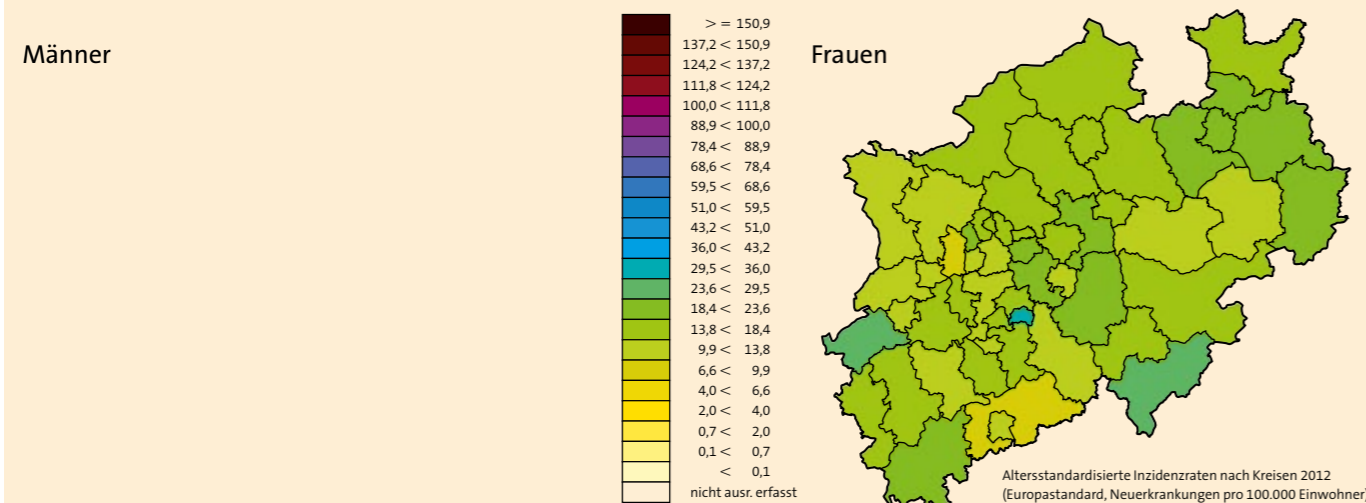 Männer
> = 150,9
137,2 < 150,9
124,2 < 137,2
111,8 < 124,2
100,0 < 111,8
88,9 < 100,0
78,4 < 88,9
68,6 < 78,4
59,5 < 68,6
51,0 < 59,5
43,2 < 51,0
36,0 < 43,2
29,5 < 36,0
23,6 < 29,5
18,4 < 23,6
13,8 < 18,4
9,9 < 13,8
6,6 < 9,9
4,0 < 6,6
2,0 < 4,0
0,7 < 2,0
0,1 < 0,7
< 0,1
nicht ausr. erfasst
Frauen
Altersstandardisierte Inzidenzraten nach Kreisen 2012
(Europastandard, Neuerkrankungen pro 100.000 Einwohner)